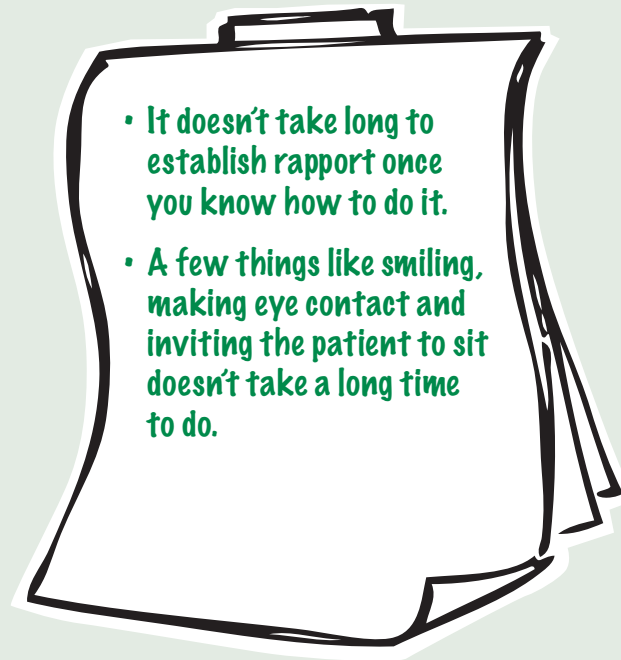 • It doesn't take long to
establish rapport once
you know how to do it.
• A few things like smiling,
making eye contact and
inviting the patient to sit
doesn't take a long time
to do.